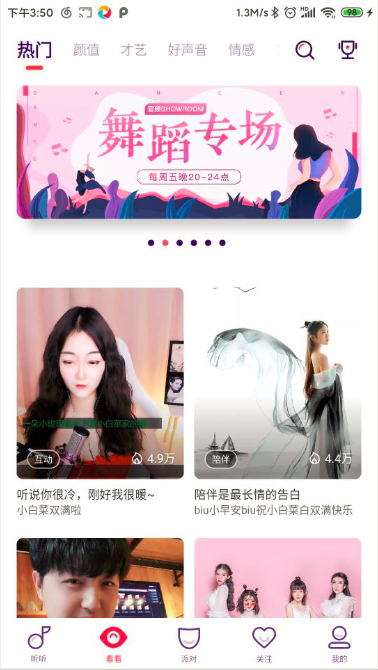 下午3:50
1.3M/s
98
热门
颜值
才艺
好声音
情感
DANCER
音频SHOWROOM
舞蹈专场
每周五晚20-24点
互动
4.9万
陪伴
4.4万
听说你很冷，刚好我很暖~
小白菜双满啦
陪伴是最长情的告白
biu小早安biu祝小白菜白双满快乐
听听
看看
派对
关注
我的